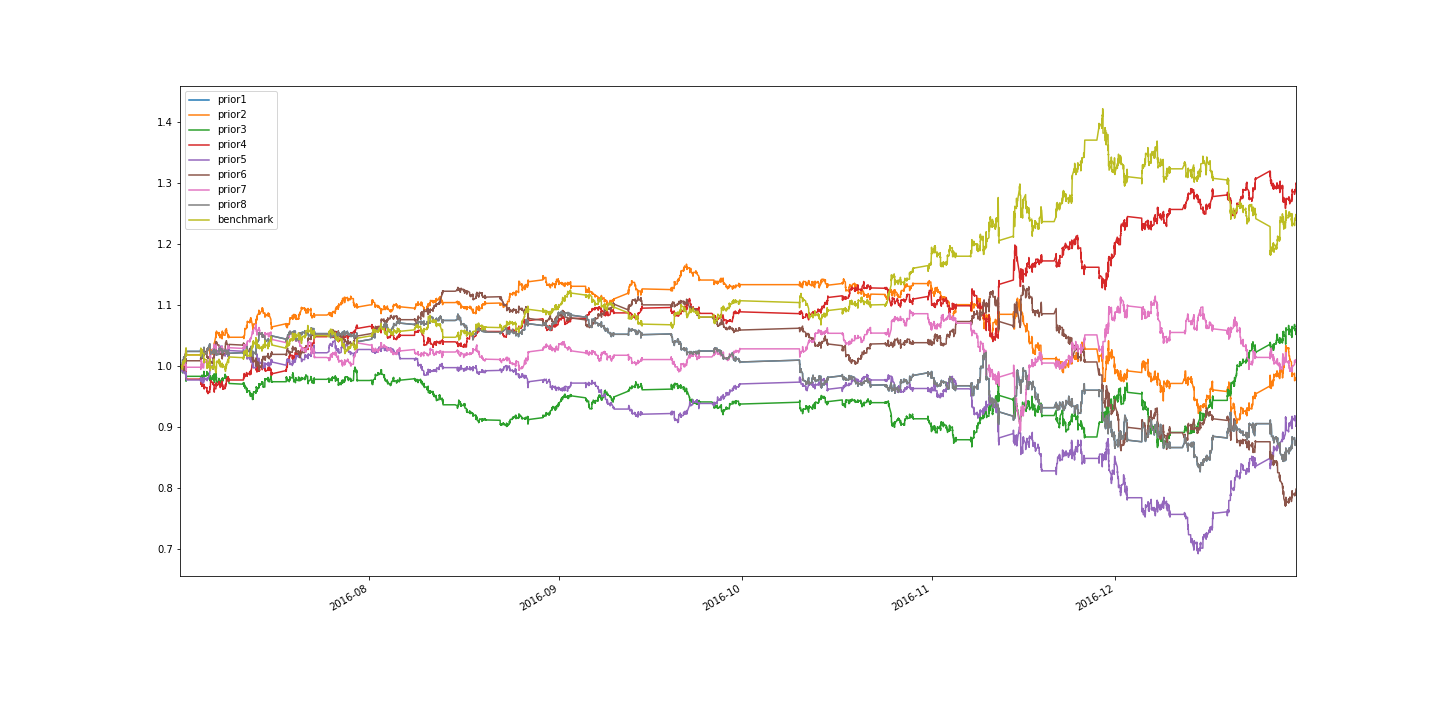 prior1
prior2
prior3
prior4
prior5
prior6
prior7
prior8
benchmark
1.4
1.3
1.2
1.1
1.0
0.9
0.8
0.7
2016-08
2016-09
2016-10
2016-11
2016-12